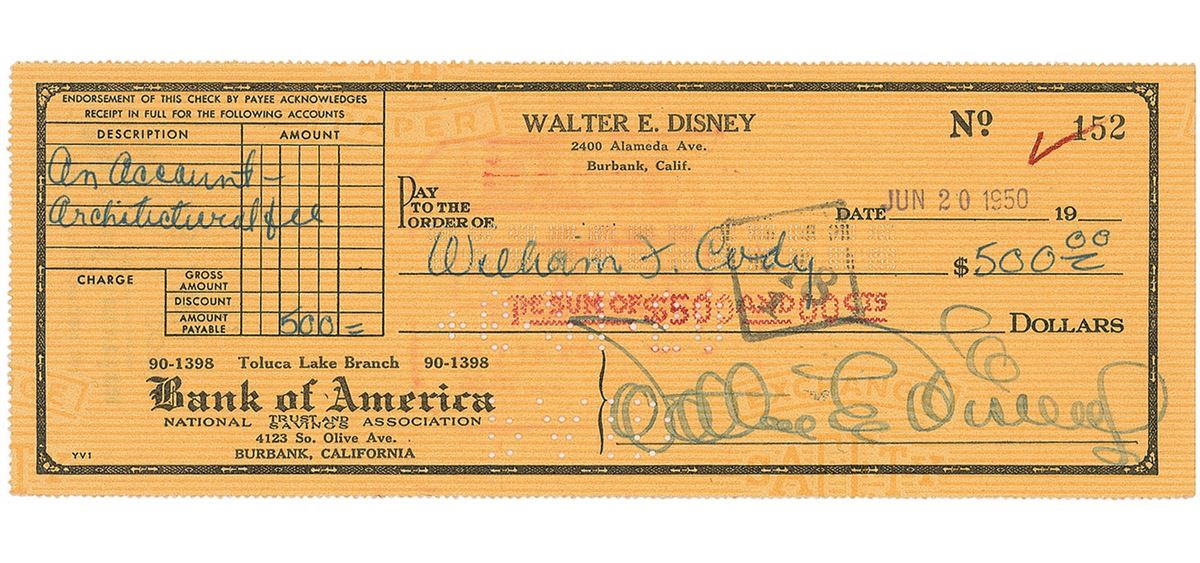 ENDORSEMENT OF THIS CHECK BY PAYEE ACKNOWLEDGES
RECEIPT IN FULL FOR THE FOLLOWING ACCOUNTS
DESCRIPTION AMOUNT
An Account -
Architectural fee
CHARGE
GROSS AMOUNT
DISCOUNT
AMOUNT PAYABLE 500=
WALTER E. DISNEY
2400 Alameda Ave.
Burbank, Calif.
No 152
PAY TO THE ORDER OF
DATE JUN 20 1950 19
William F. Cody $500 00
THE SUM OF $500 AND 00 CTS
DOLLARS
90-1398 Toluca Lake Branch 90-1398
Bank of America
NATIONAL TRUST AND SAVINGS ASSOCIATION
4123 So. Olive Ave.
BURBANK, CALIFORNIA
YV1
Walt E Disney